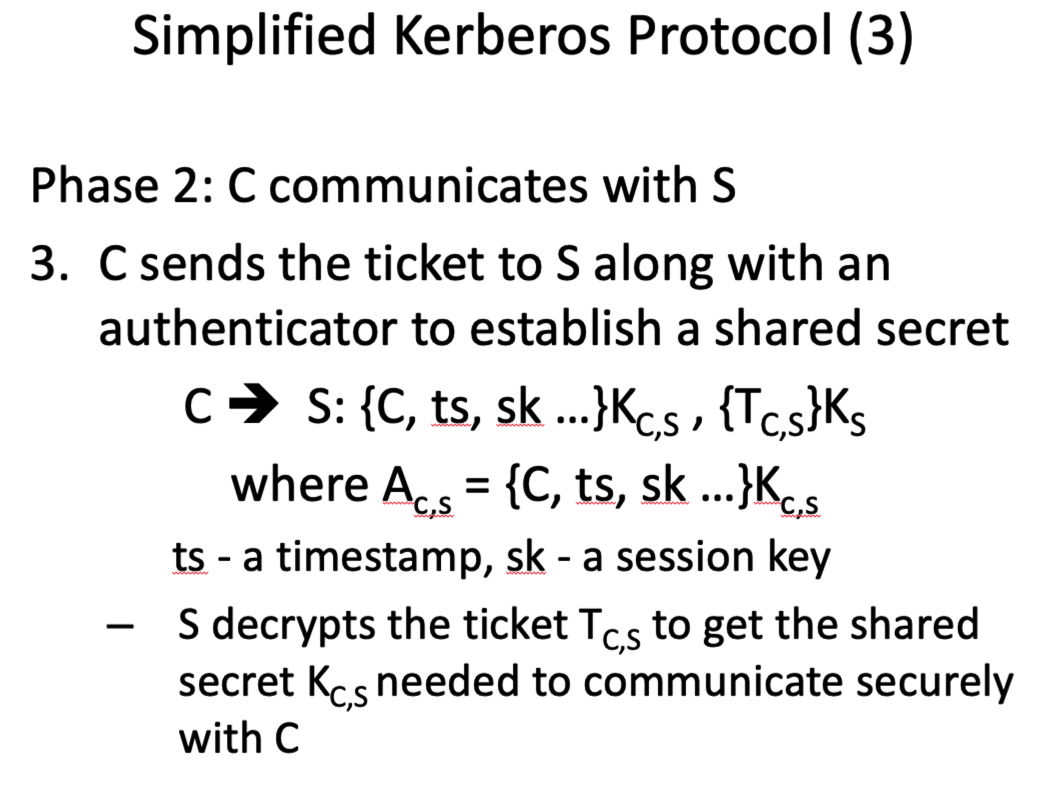 Simplified Kerberos Protocol (3)
Phase 2: C communicates with S
3. C sends the ticket to S along with an
authenticator to establish a shared secret
C ➔ S: {C, ts, sk …}K_{C,S} , {T_{C,S}}K_S
where A_{C,S} = {C, ts, sk …}K_{C,S}
ts - a timestamp, sk - a session key
– S decrypts the ticket T_{C,S} to get the shared
secret K_{C,S} needed to communicate securely
with C